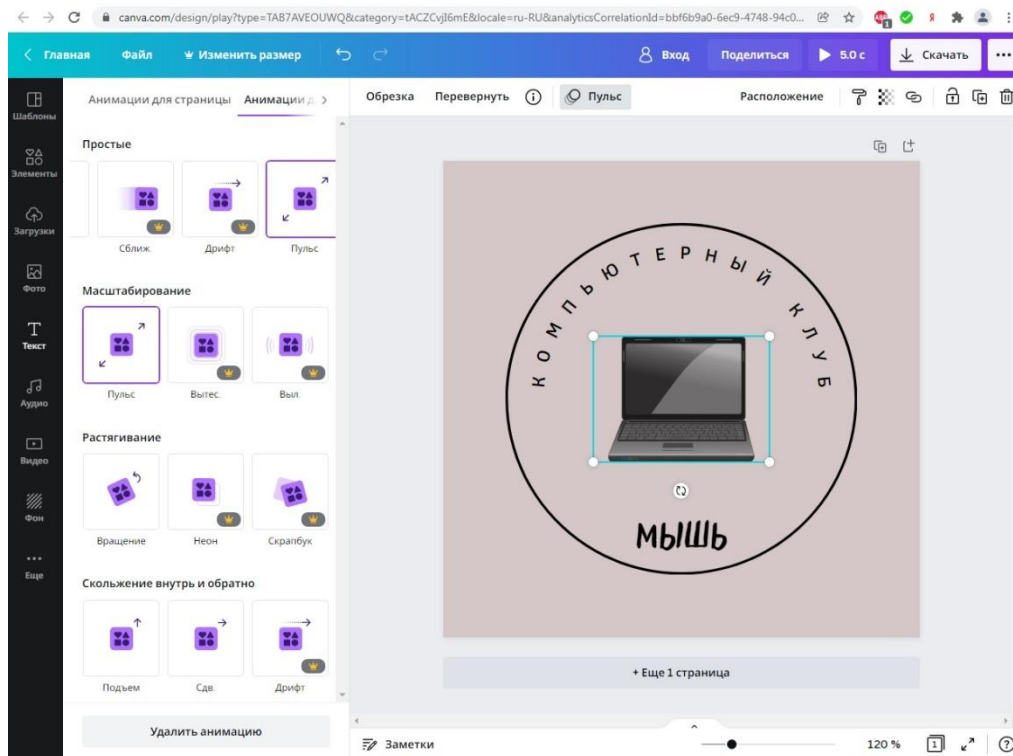 canva.com/design/play?type=TAB7AVEOUWQ&category=tACZCvjI6mE&locale=ru-RU&analyticsCorrelationId=bbf6b9a0-6ec9-4748-94c0...
Главная Файл Изменить размер Вход Поделиться 5.0 с Скачать
Шаблоны
Элементы
Загрузки
Фото
Текст
Аудио
Видео
Фон
Еще
Анимации для страницы Анимации д
Простые
Сближ. Дрифт Пульс
Масштабирование
Пульс Вытес. Выл.
Растягивание
Вращение Неон Скрапбук
Скольжение внутрь и обратно
Подъем Сдв. Дрифт
Удалить анимацию
Обрезка Перевернуть Пульс Расположение
КОМПЬЮТЕРНЫЙ КЛУБ
МЫШЬ
+ Еще 1 страница
Заметки 120 % 1